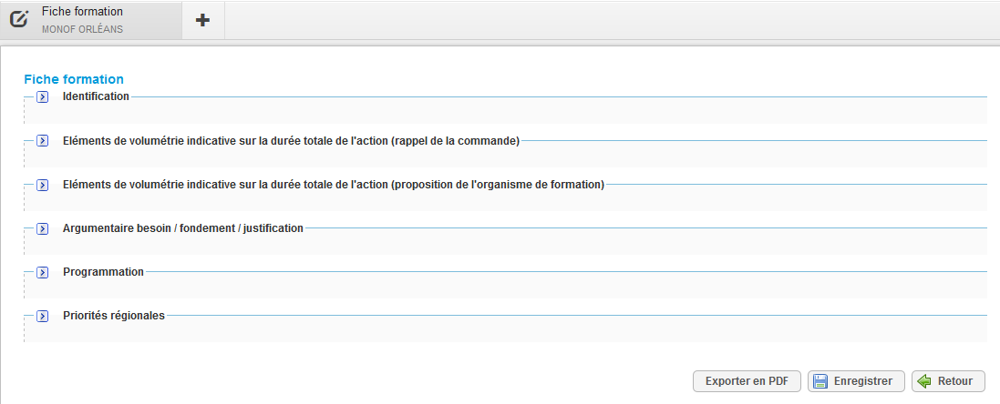 Fiche formation
MONOF ORLÉANS
Fiche formation
Identification
Eléments de volumétrie indicative sur la durée totale de l'action (rappel de la commande)
Eléments de volumétrie indicative sur la durée totale de l'action (proposition de l'organisme de formation)
Argumentaire besoin / fondement / justification
Programmation
Priorités régionales
Exporter en PDF Enregistrer Retour